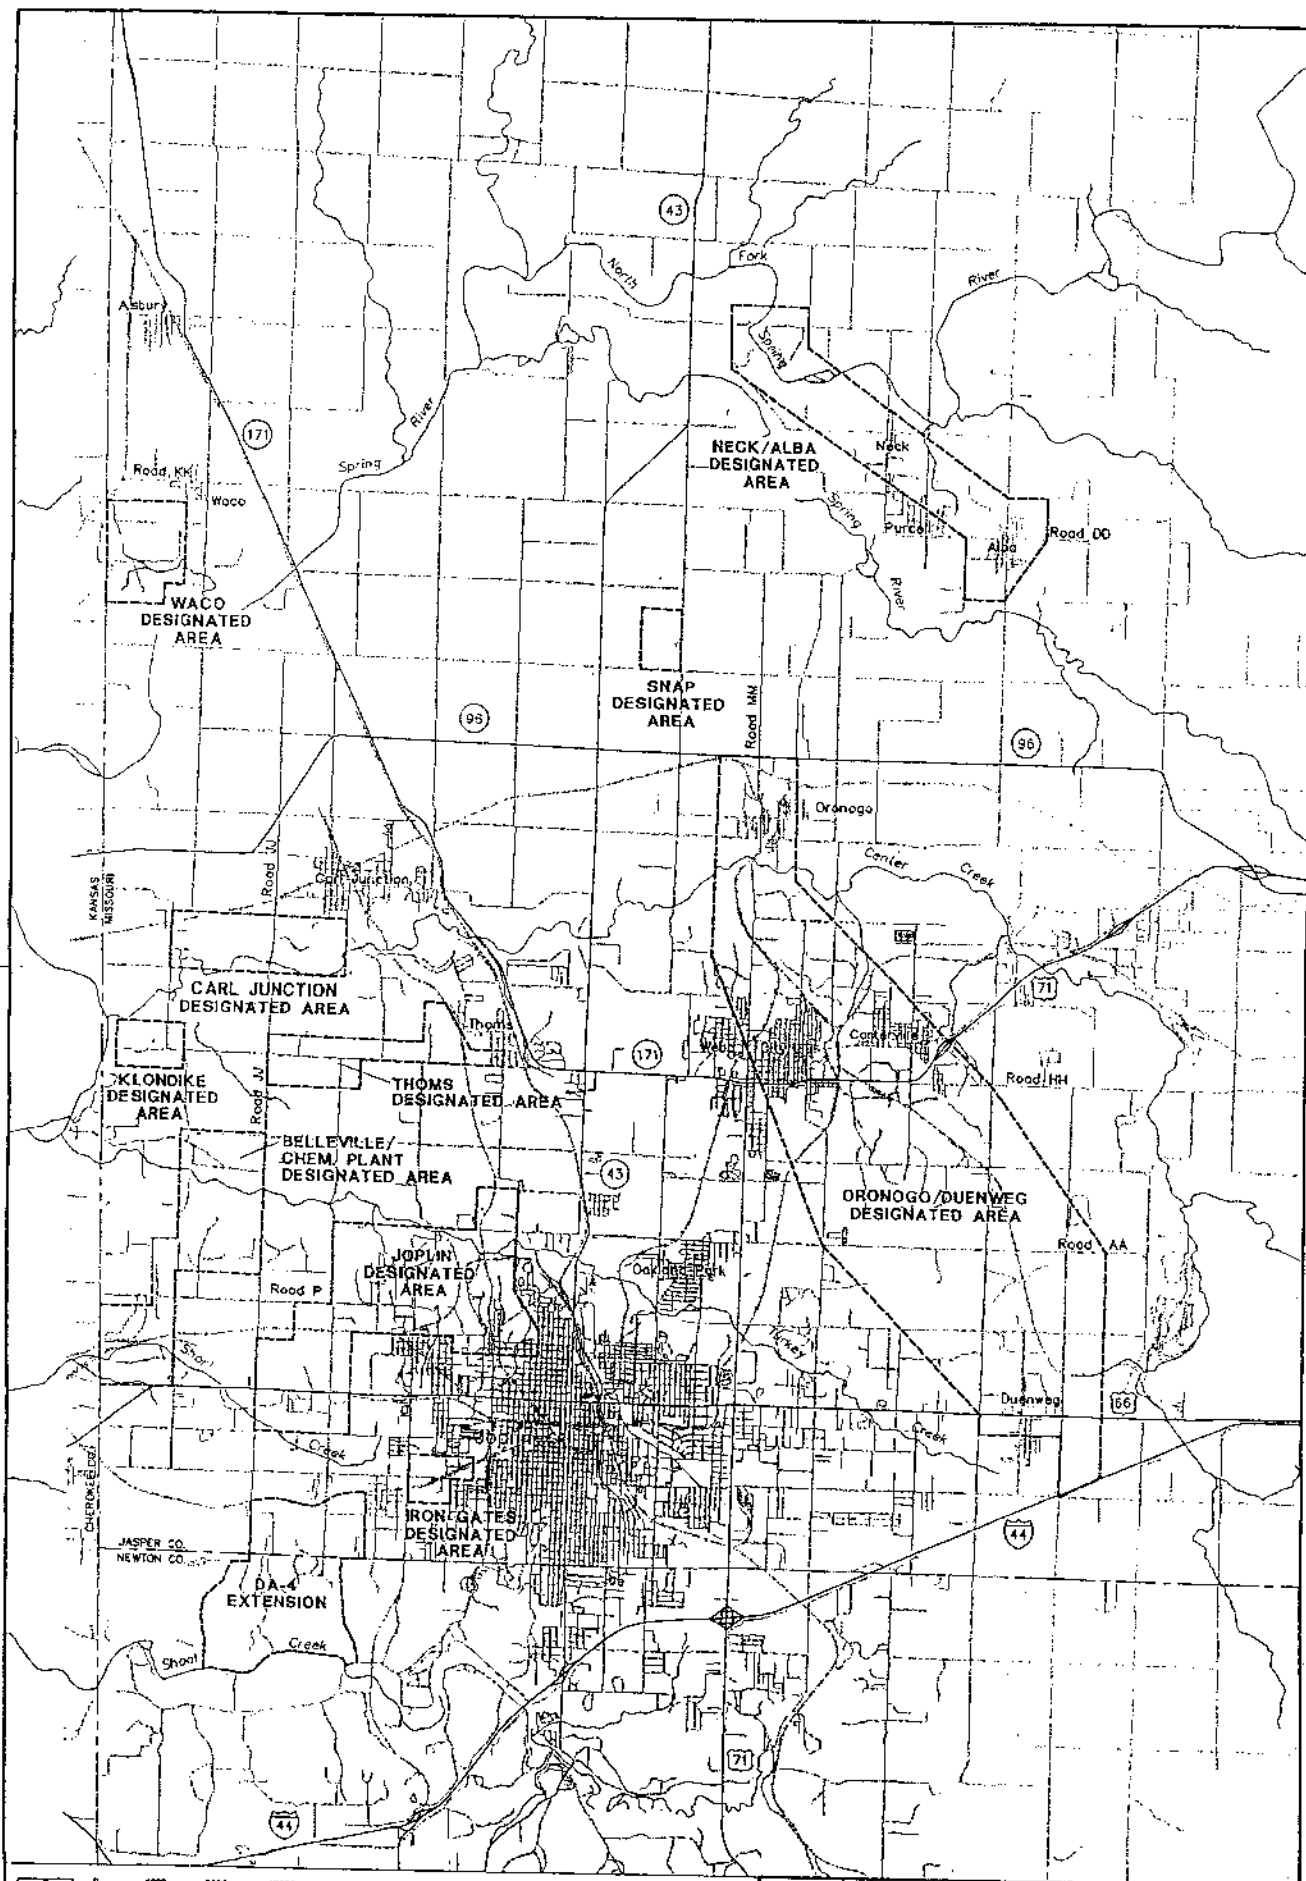 43
North
Fork
River
Asbury
Spring
171
River
Spring
NECK/ALBA
DESIGNATED
AREA
Neck
Road KK
Waco
Spring
Purcell
Road DD
Alba
River
WACO
DESIGNATED
AREA
SNAP
DESIGNATED
AREA
Road MM
96
96
Oronogo
Center
Creek
Road JJ
Carl Junction
KANSAS
MISSOURI
CARL JUNCTION
DESIGNATED AREA
71
Thoms
Webb City
Carterville
171
Road HH
KLONDIKE
DESIGNATED
AREA
Road JJ
THOMS
DESIGNATED AREA
BELLEVILLE/
CHEM. PLANT
DESIGNATED AREA
43
ORONOGO/DUENWEG
DESIGNATED AREA
Road AA
JOPLIN
DESIGNATED
AREA
Oakland Park
Road P
Shoal
Turkey
Creek
Duenweg
66
Creek
Joplin
CHEROKEE CO.
IRON GATES
DESIGNATED
AREA
44
JASPER CO.
NEWTON CO.
DA-4
EXTENSION
Shoal
Creek
71
44